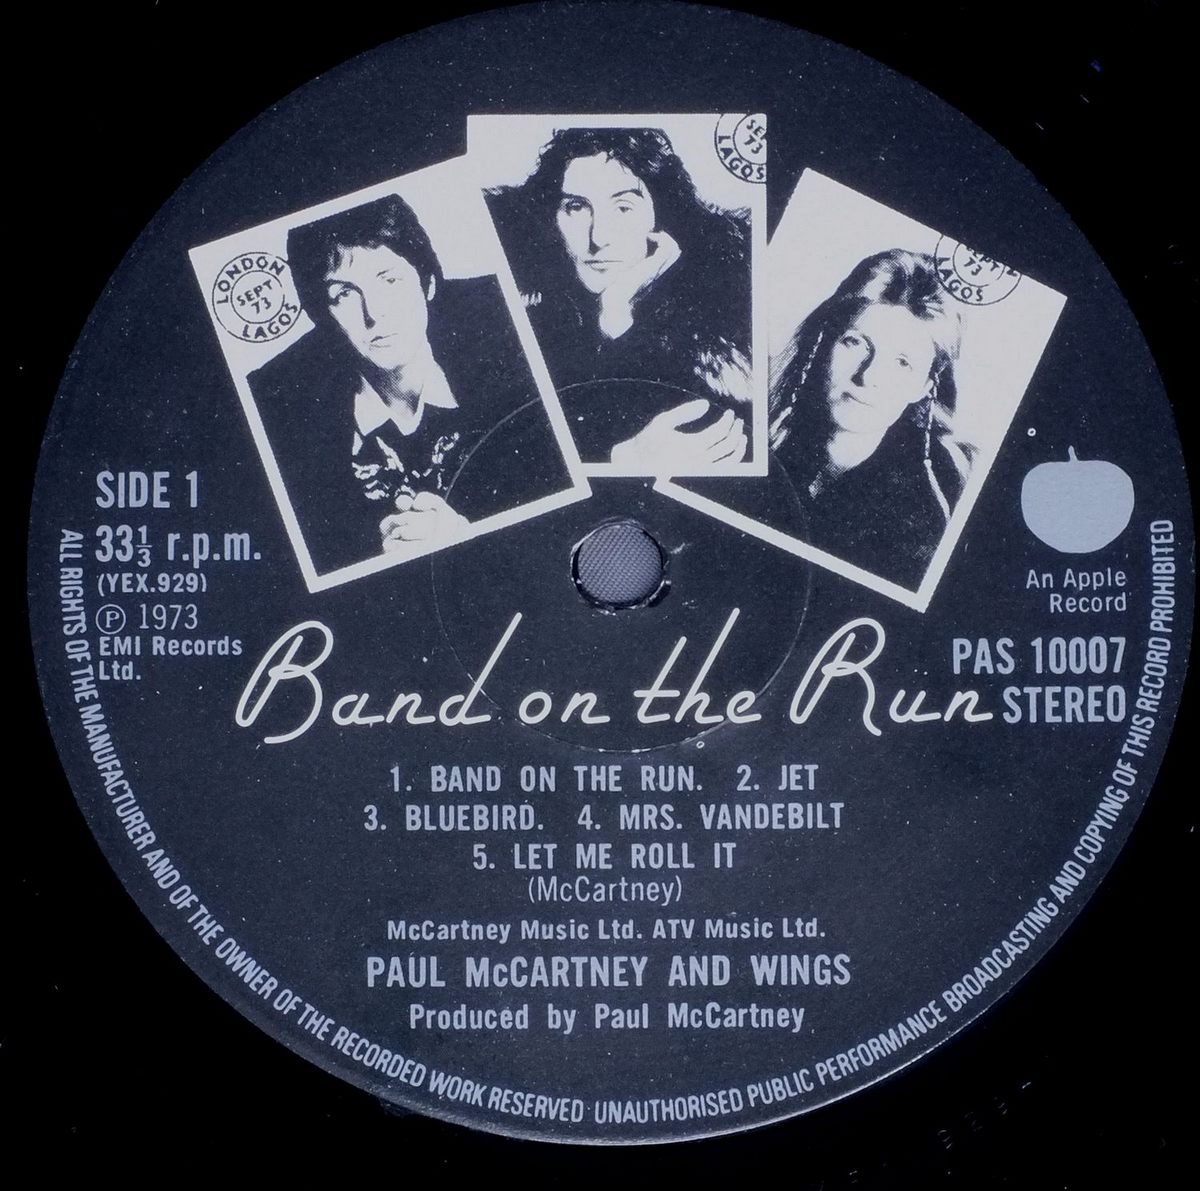 LONDON
SEPT
73
LAGOS
SE
73
LAGOS
SEPT
73
LAGOS
SIDE 1
33⅓ r.p.m.
(YEX.929)
Ⓟ 1973
EMI Records
Ltd.
An Apple
Record
PAS 10007
STEREO
Band on the Run
1. BAND ON THE RUN. 2. JET
3. BLUEBIRD. 4. MRS. VANDEBILT
5. LET ME ROLL IT
(McCartney)
McCartney Music Ltd. ATV Music Ltd.
PAUL McCARTNEY AND WINGS
Produced by Paul McCartney
ALL RIGHTS OF THE MANUFACTURER AND OF THE OWNER OF THE RECORDED WORK RESERVED UNAUTHORISED PUBLIC PERFORMANCE BROADCASTING AND COPYING OF THIS RECORD PROHIBITED